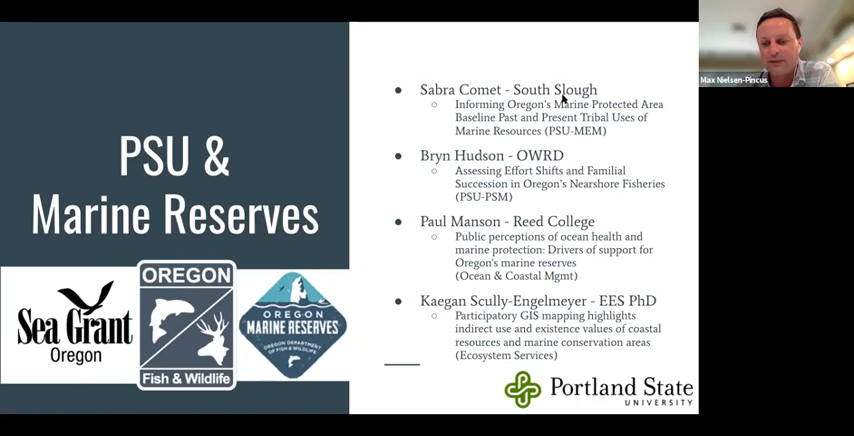 PSU &
Marine Reserves
Sea Grant
Oregon
OREGON
Fish & Wildlife
OREGON
MARINE RESERVES
OREGON DEPARTMENT
OF FISH & WILDLIFE
● Sabra Comet - South Slough
○ Informing Oregon's Marine Protected Area
Baseline Past and Present Tribal Uses of
Marine Resources (PSU-MEM)
● Bryn Hudson - OWRD
○ Assessing Effort Shifts and Familial
Succession in Oregon's Nearshore Fisheries
(PSU-PSM)
● Paul Manson - Reed College
○ Public perceptions of ocean health and
marine protection: Drivers of support for
Oregon's marine reserves
(Ocean & Coastal Mgmt)
● Kaegan Scully-Engelmeyer - EES PhD
○ Participatory GIS mapping highlights
indirect use and existence values of coastal
resources and marine conservation areas
(Ecosystem Services)
Portland State
UNIVERSITY
Max Nielsen-Pincus